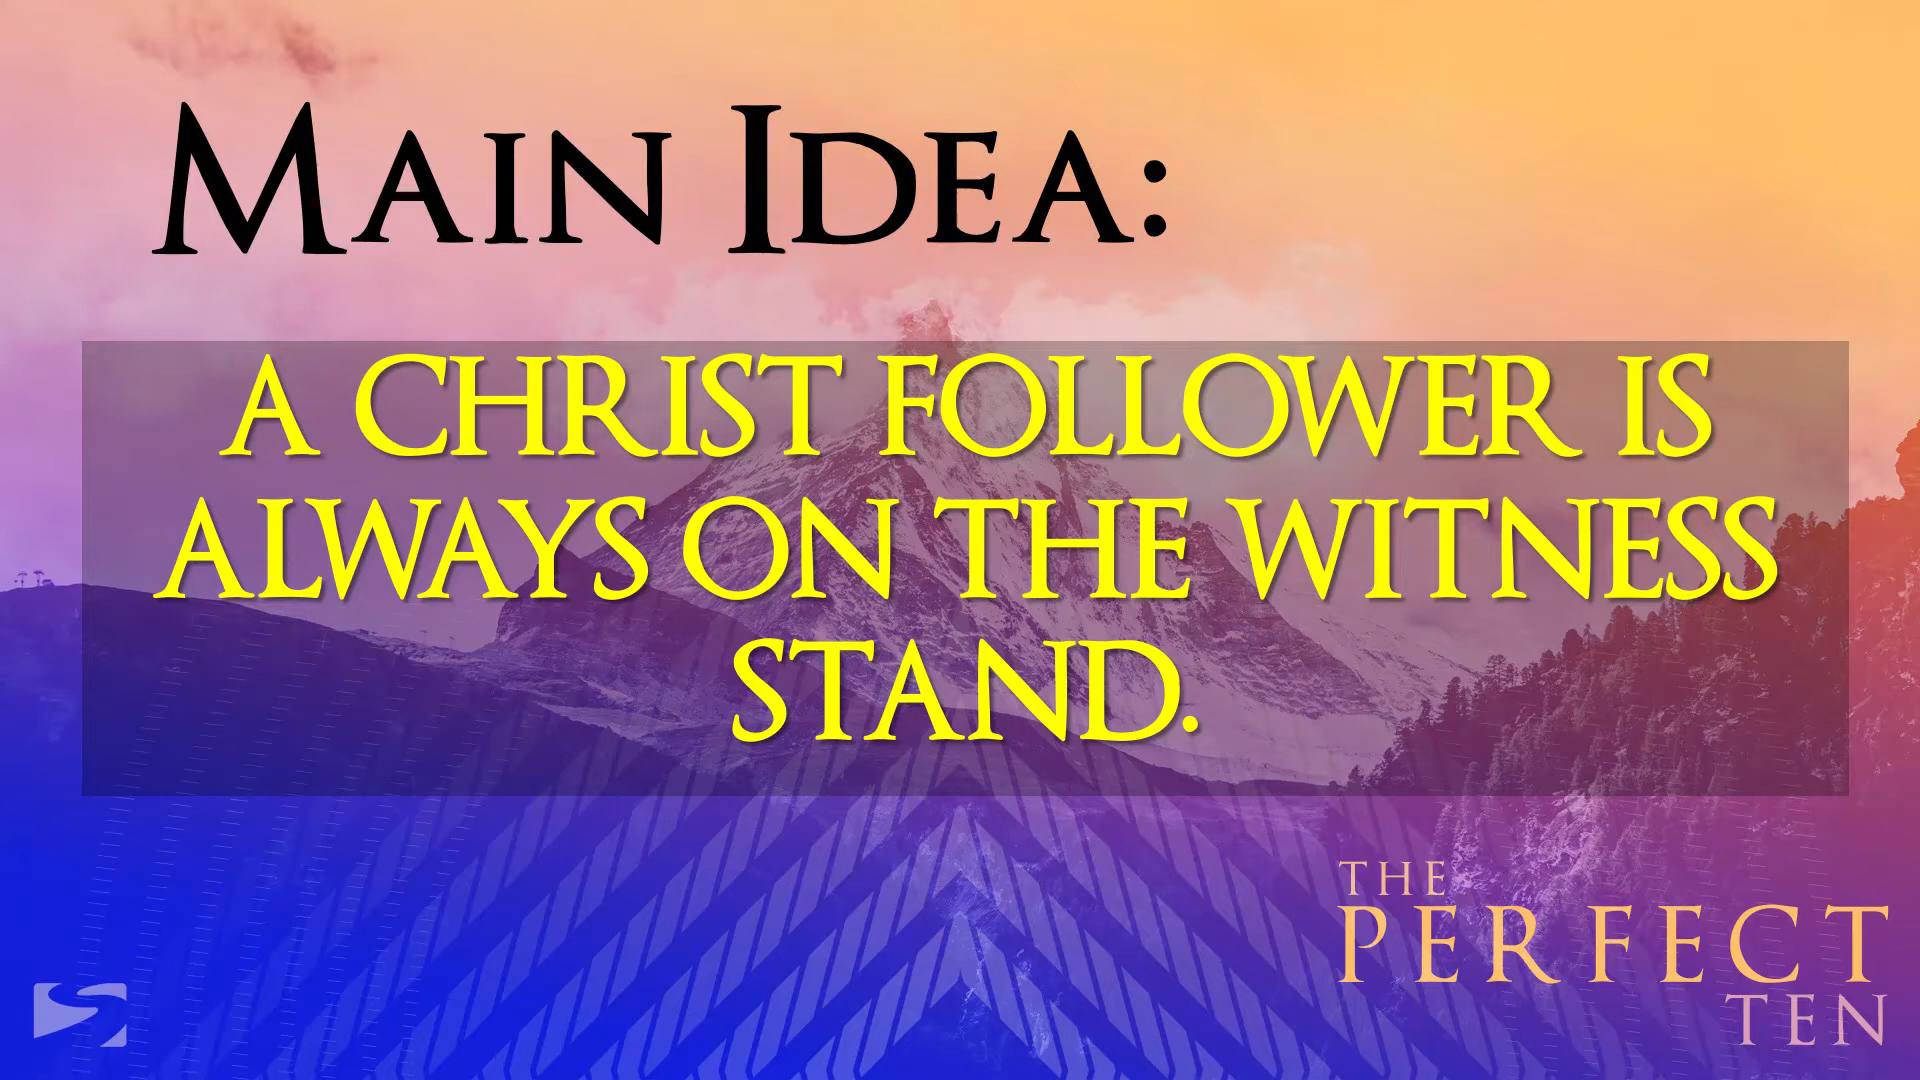 Main Idea:
A CHRIST FOLLOWER IS
ALWAYS ON THE WITNESS
STAND.
THE
PERFECT
TEN